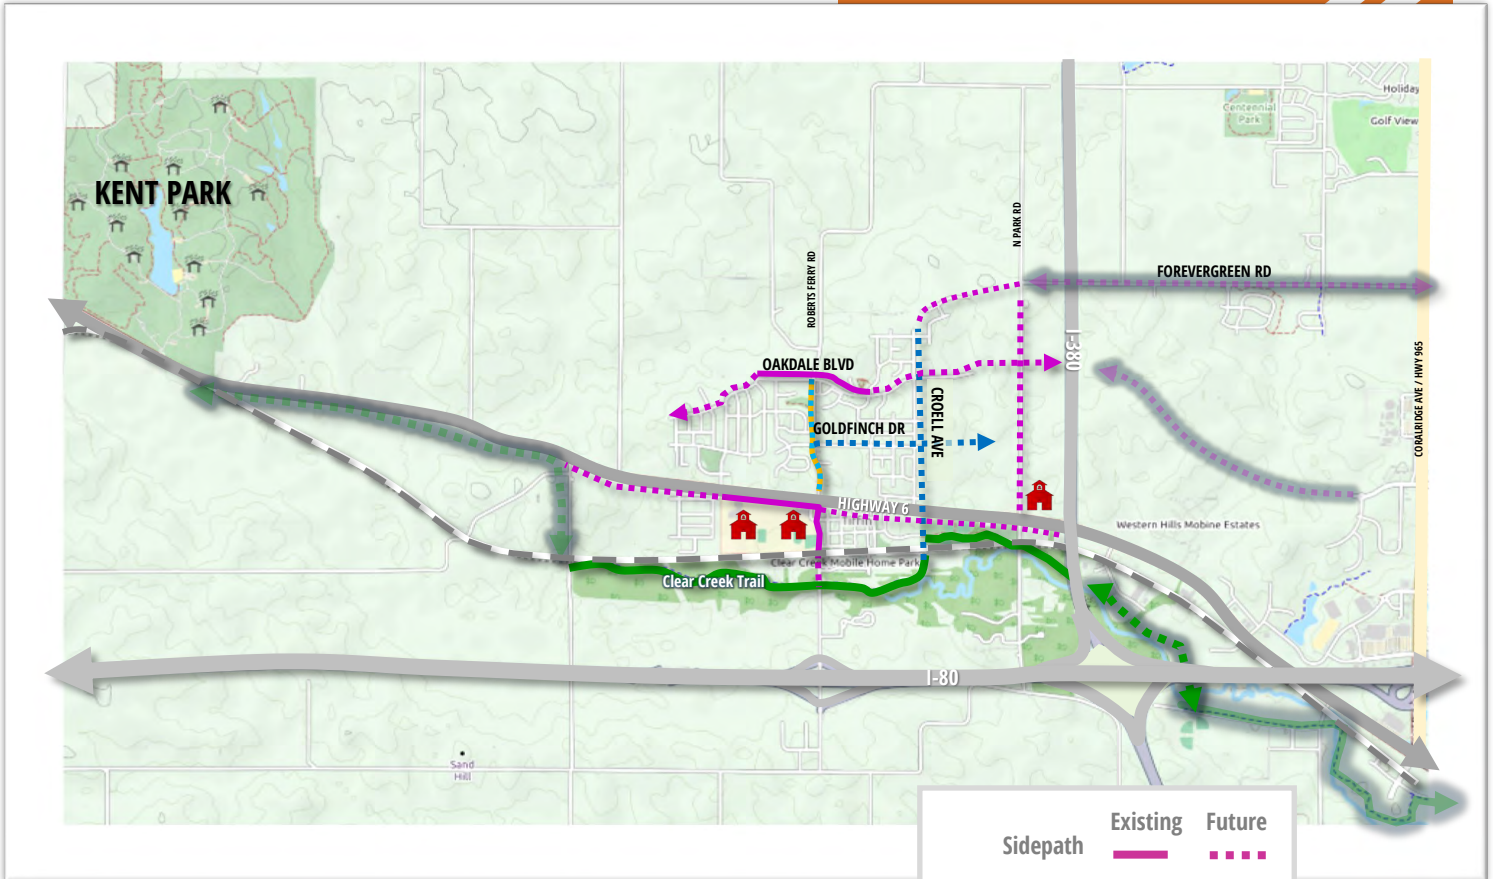 Holiday
Centennial
Park
Golf View
KENT PARK
N PARK RD
ROBERTS FERRY RD
FOREVERGREEN RD
I-380
CORALRIDGE AVE / HWY 965
OAKDALE BLVD
CROELL AVE
GOLDFINCH DR
HIGHWAY 6
Western Hills Mobine Estates
Clear Creek Mobile Home Park
Clear Creek Trail
I-80
Sand
Hill
Existing Future
Sidepath